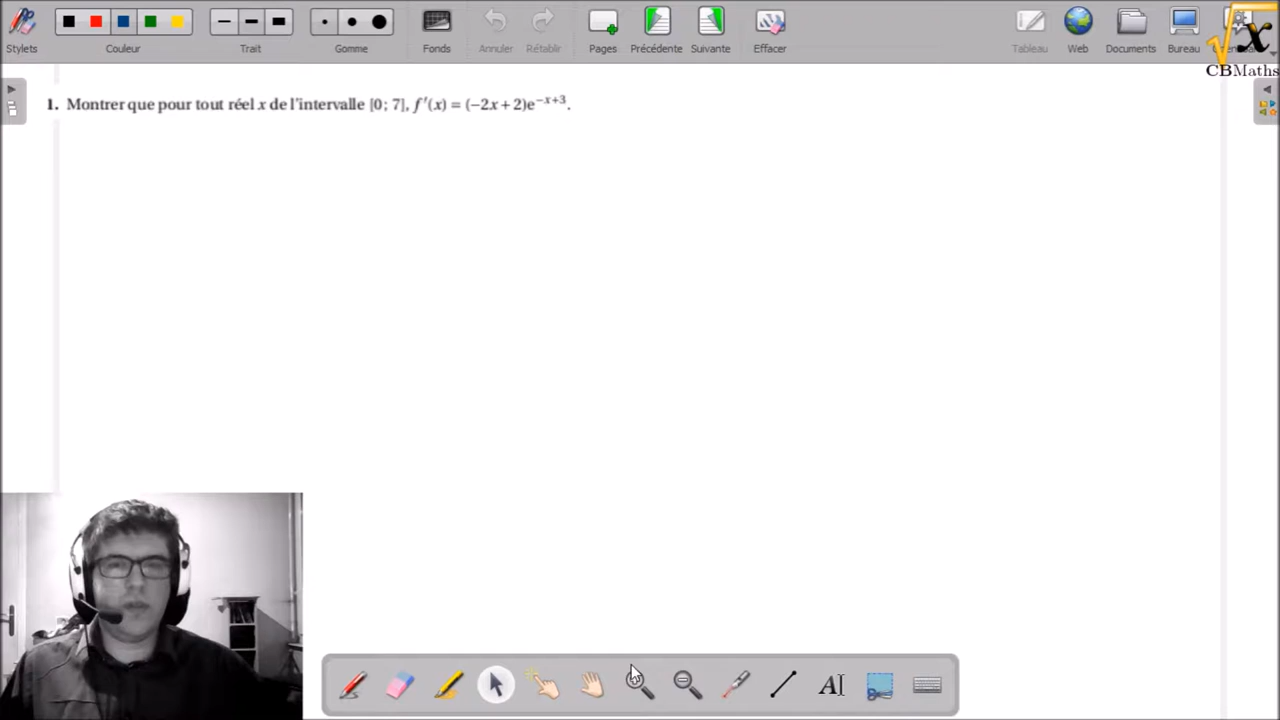 Stylets Couleur Trait Gomme Fonds Annuler Rétablir Pages Précédente Suivante Effacer Tableau Web Documents Bureau
CBMaths
1. Montrer que pour tout réel x de l'intervalle [0; 7], f′(x) = (−2x + 2)e^{−x+3}.
AI